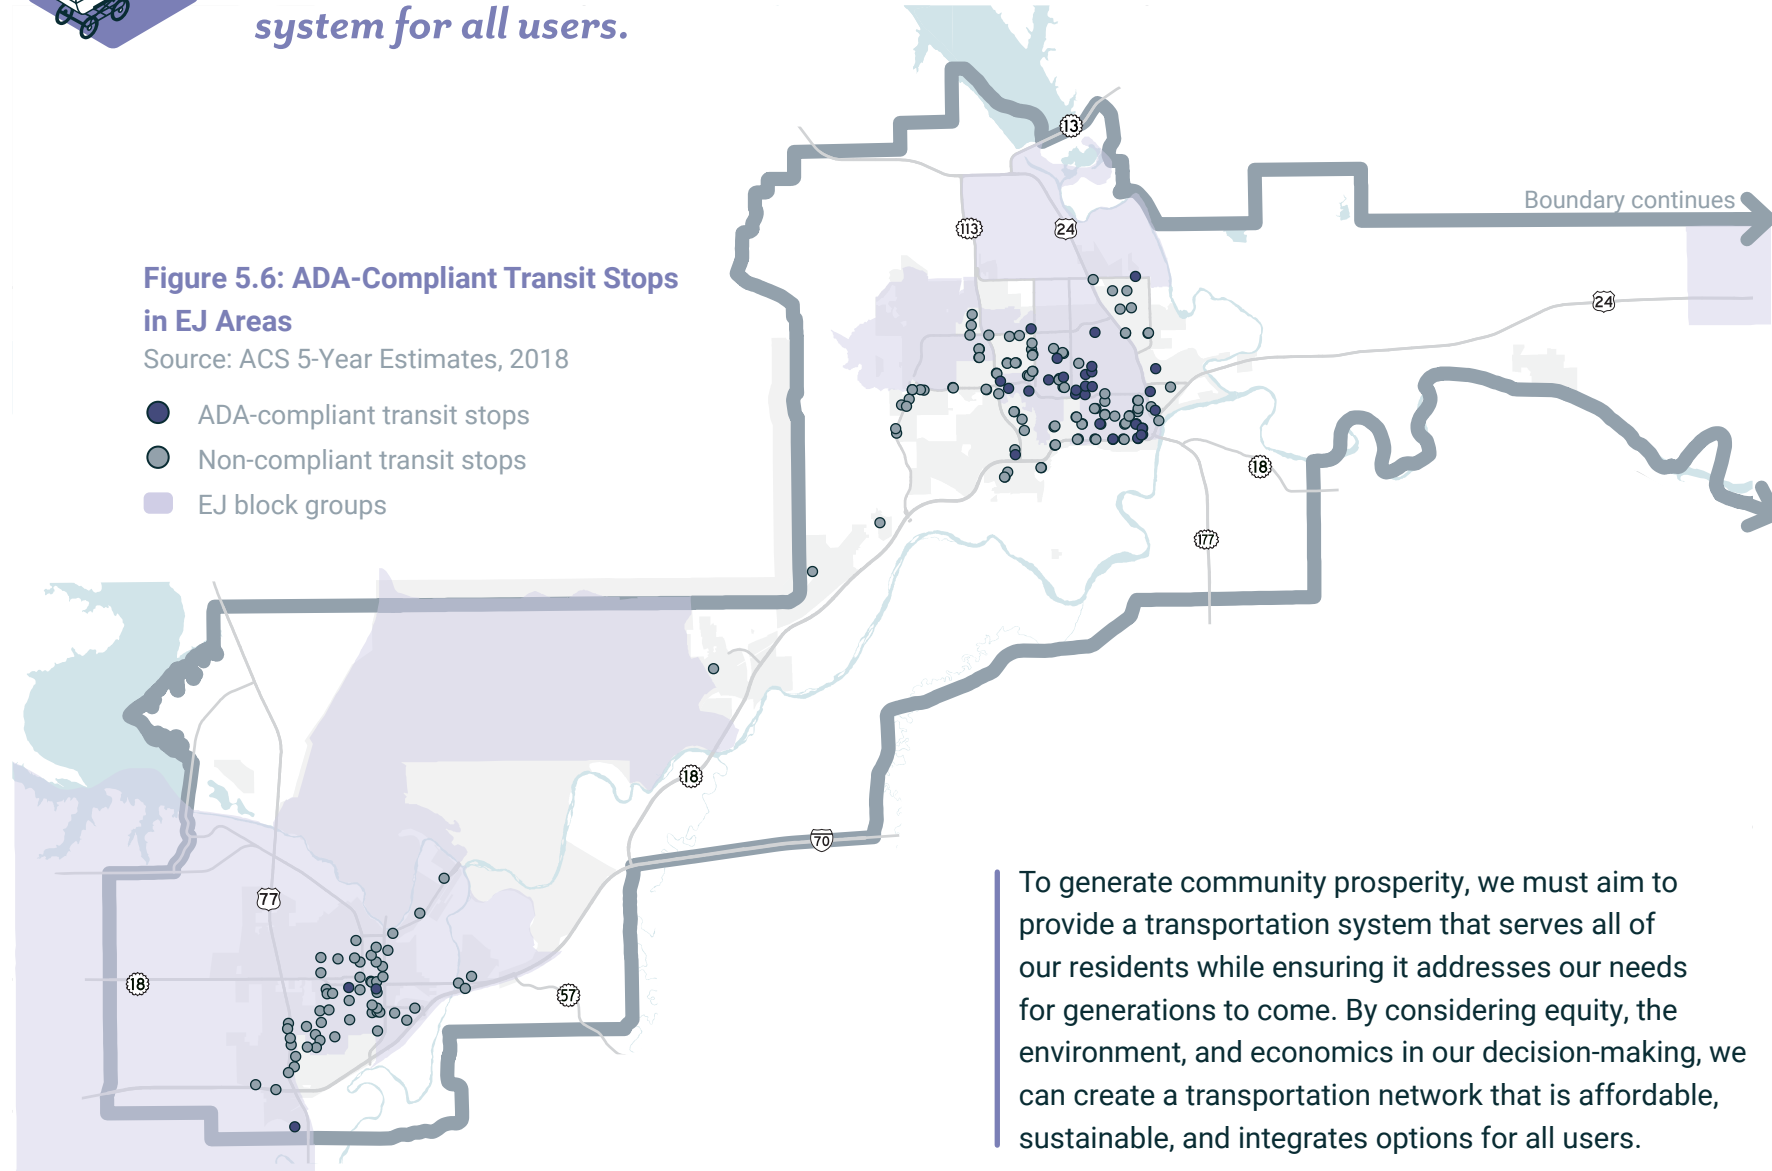 system for all users.
Figure 5.6: ADA-Compliant Transit Stops
in EJ Areas
Source: ACS 5-Year Estimates, 2018
ADA-compliant transit stops
Non-compliant transit stops
EJ block groups
13
113
24
Boundary continues
24
18
177
18
70
77
18
57
To generate community prosperity, we must aim to
provide a transportation system that serves all of
our residents while ensuring it addresses our needs
for generations to come. By considering equity, the
environment, and economics in our decision-making, we
can create a transportation network that is affordable,
sustainable, and integrates options for all users.